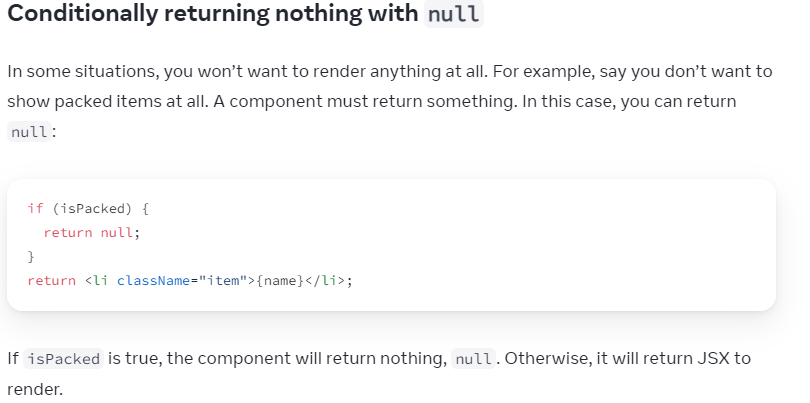 Conditionally returning nothing with null
In some situations, you won’t want to render anything at all. For example, say you don’t want to
show packed items at all. A component must return something. In this case, you can return
null:
if (isPacked) {
  return null;
}
return <li className="item">{name}</li>;
If isPacked is true, the component will return nothing, null. Otherwise, it will return JSX to
render.